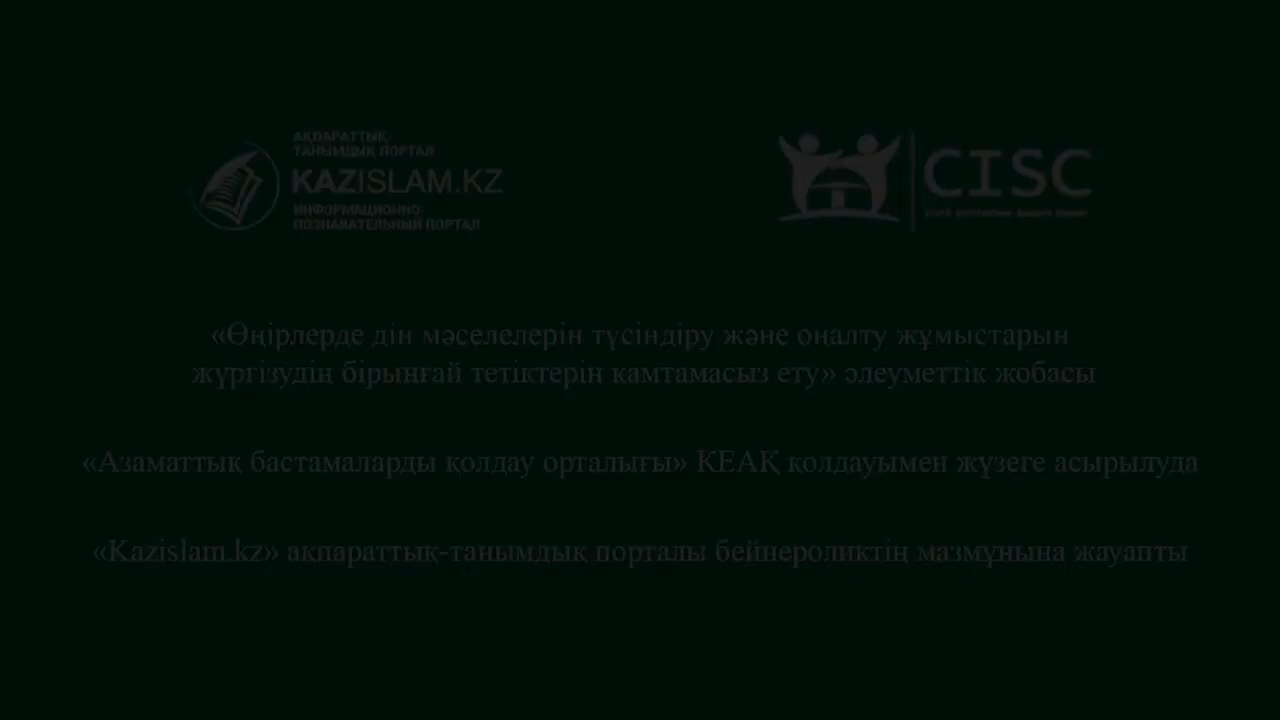 АҚПАРАТТЫҚ
ТАНЫМДЫҚ ПОРТАЛ
KAZISLAM.KZ
ИНФОРМАЦИОННО
ПОЗНАВАТЕЛЬНЫЙ ПОРТАЛ
CISC
«Өңірлерде дін мәселелерін түсіндіру және оңалту жұмыстарын
жүргізудің бірыңғай тетіктерін қамтамасыз ету» әлеуметтік жобасы
«Азаматтық бастамаларды қолдау орталығы» КЕАҚ қолдауымен жүзеге асырылуда
«Kazislam.kz» ақпараттық-танымдық порталы бейнероликтің мазмұнына жауапты